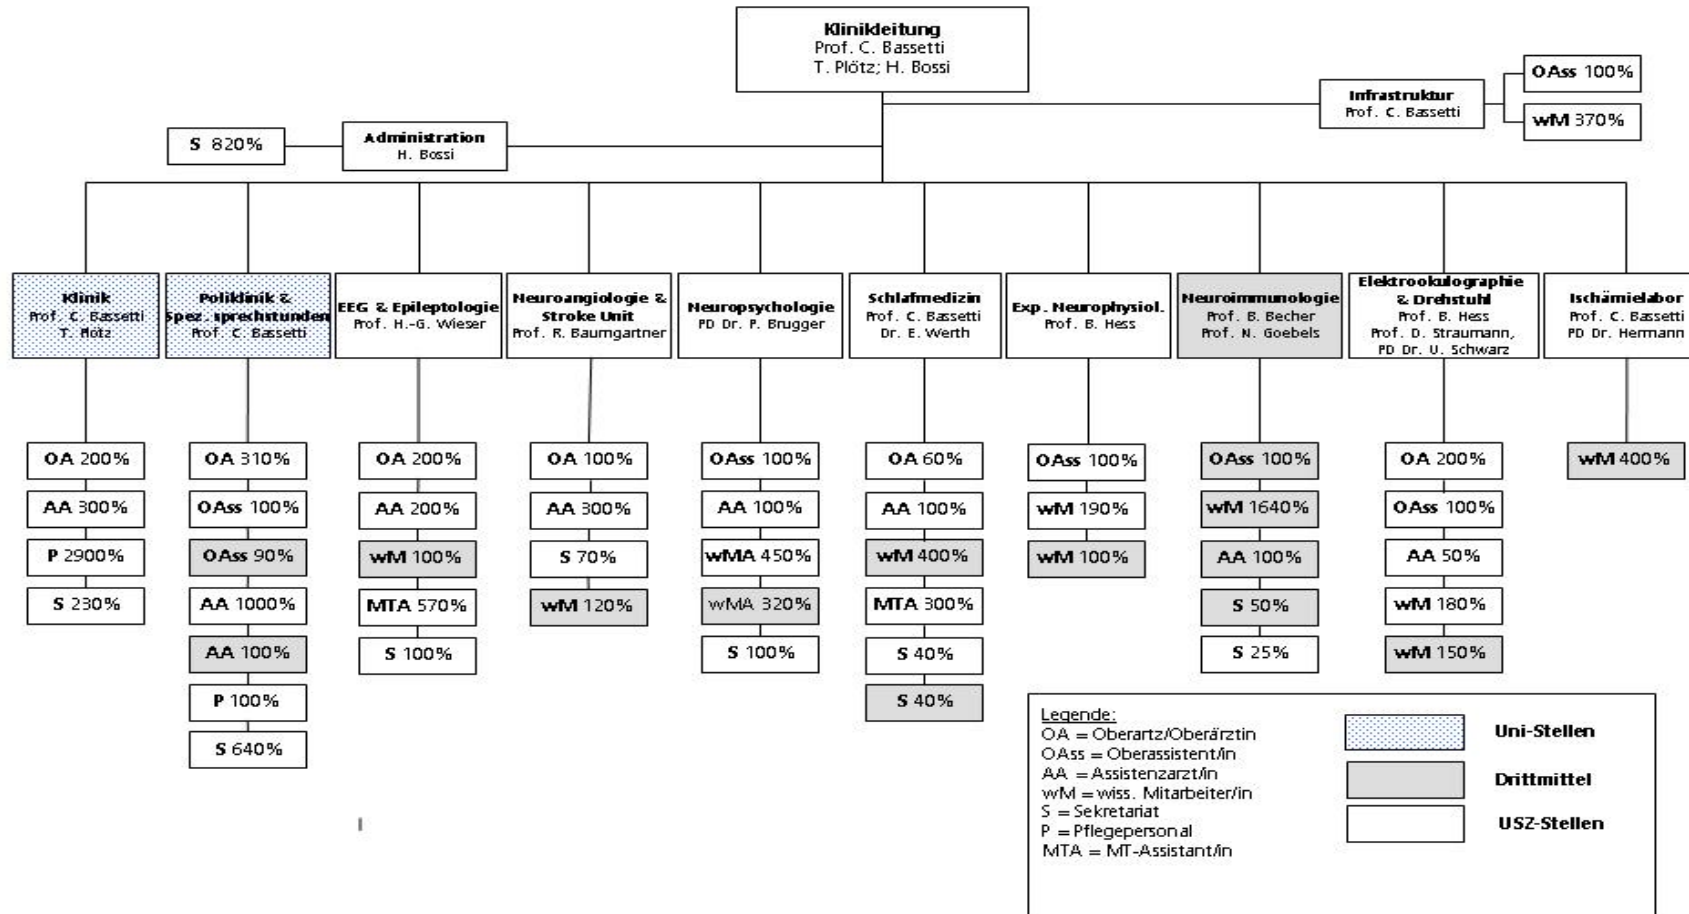 Klinikleitung
Prof. C. Bassetti
T. Plötz; H. Bossi
OAss 100%
Infrastruktur
Prof. C. Bassetti
wM 370%
S 820%
Administration
H. Bossi
Klinik
Prof. C. Bassetti
T. Plötz
Poliklinik &
Spez. sprechstunden
Prof. C. Bassetti
EEG & Epileptologie
Prof. H.-G. Wieser
Neuroangiologie &
Stroke Unit
Prof. R. Baumgartner
Neuropsychologie
PD Dr. P. Brugger
Schlafmedizin
Prof. C. Bassetti
Dr. E. Werth
Exp. Neurophysiol.
Prof. B. Hess
Neuroimmunologie
Prof. B. Becher
Prof. N. Goebels
Elektrookulographie
& Drehstuhl
Prof. B. Hess
Prof. D. Straumann,
PD Dr. U. Schwarz
Ischämielabor
Prof. C. Bassetti
PD Dr. Hermann
OA 200%
AA 300%
P 2900%
S 230%
OA 310%
OAss 100%
OAss 90%
AA 1000%
AA 100%
P 100%
S 640%
OA 200%
AA 200%
wM 100%
MTA 570%
S 100%
OA 100%
AA 300%
S 70%
wM 120%
OAss 100%
AA 100%
wMA 450%
wMA 320%
S 100%
OA 60%
AA 100%
wM 400%
MTA 300%
S 40%
S 40%
OAss 100%
wM 190%
wM 100%
OAss 100%
wM 1640%
AA 100%
S 50%
S 25%
OA 200%
OAss 100%
AA 50%
wM 180%
wM 150%
wM 400%
Legende:
OA = Oberartz/Oberärztin
OAss = Oberassistent/in
AA = Assistenzarzt/in
wM = wiss. Mitarbeiter/in
S = Sekretariat
P = Pflegepersonal
MTA = MT-Assistant/in
Uni-Stellen
Drittmittel
USZ-Stellen